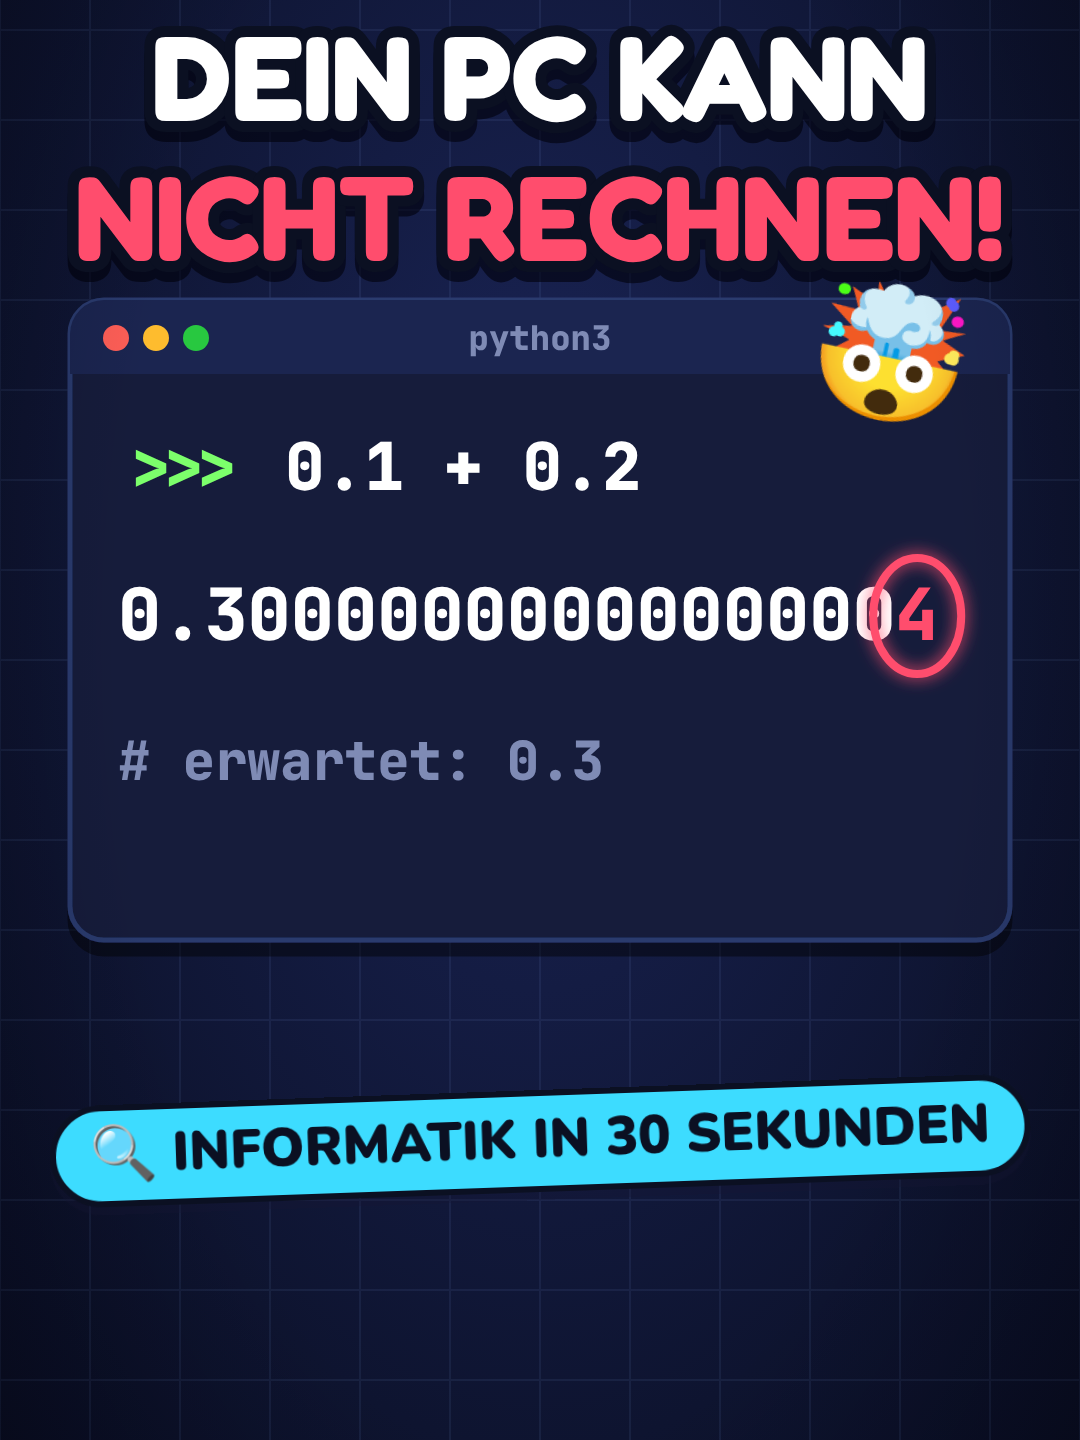 DEIN PC KANN
NICHT RECHNEN!
python3
>>> 0.1 + 0.2
0.30000000000000004
# erwartet: 0.3
INFORMATIK IN 30 SEKUNDEN